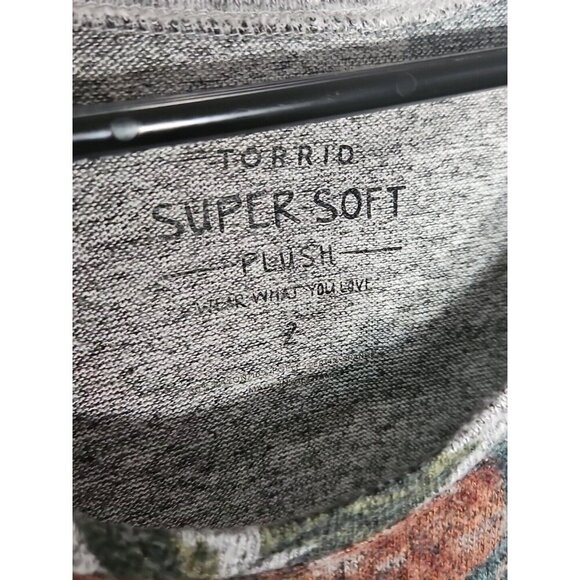 TORRID
SUPER SOFT
PLUSH
WEAR WHAT YOU LOVE
2